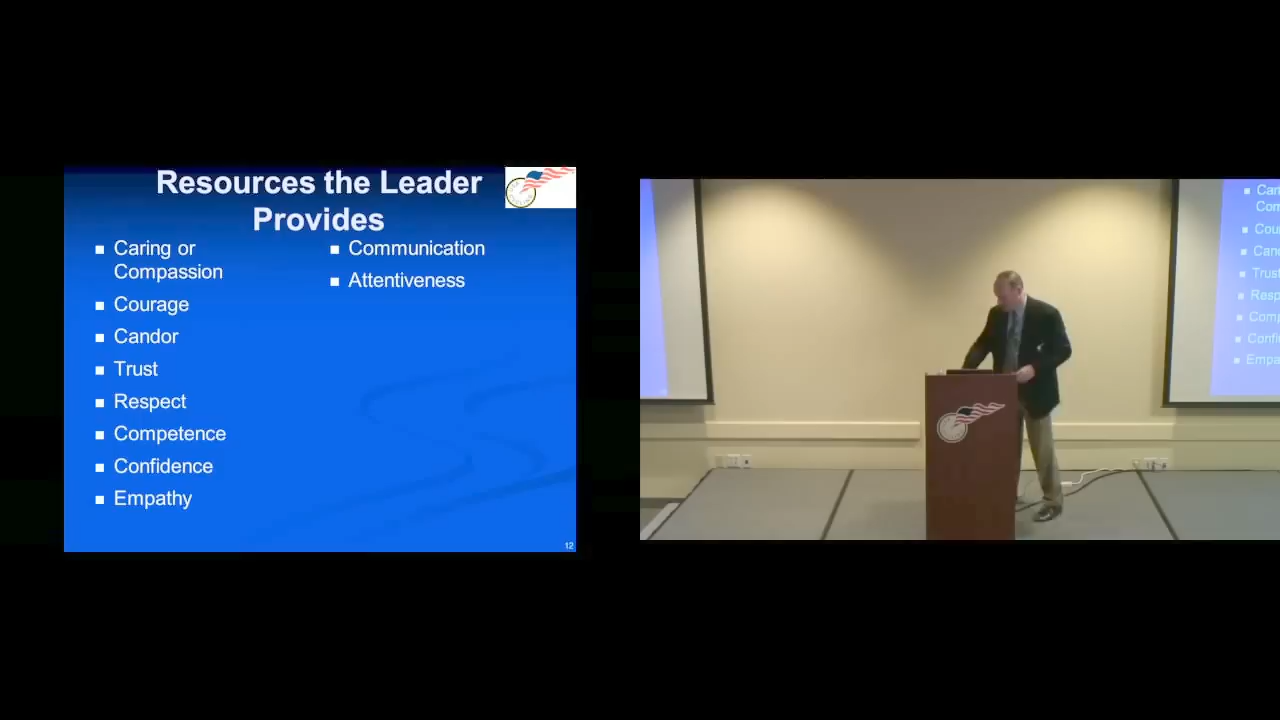 Resources the Leader
Provides
Caring or
Compassion
Courage
Candor
Trust
Respect
Competence
Confidence
Empathy
Communication
Attentiveness
12